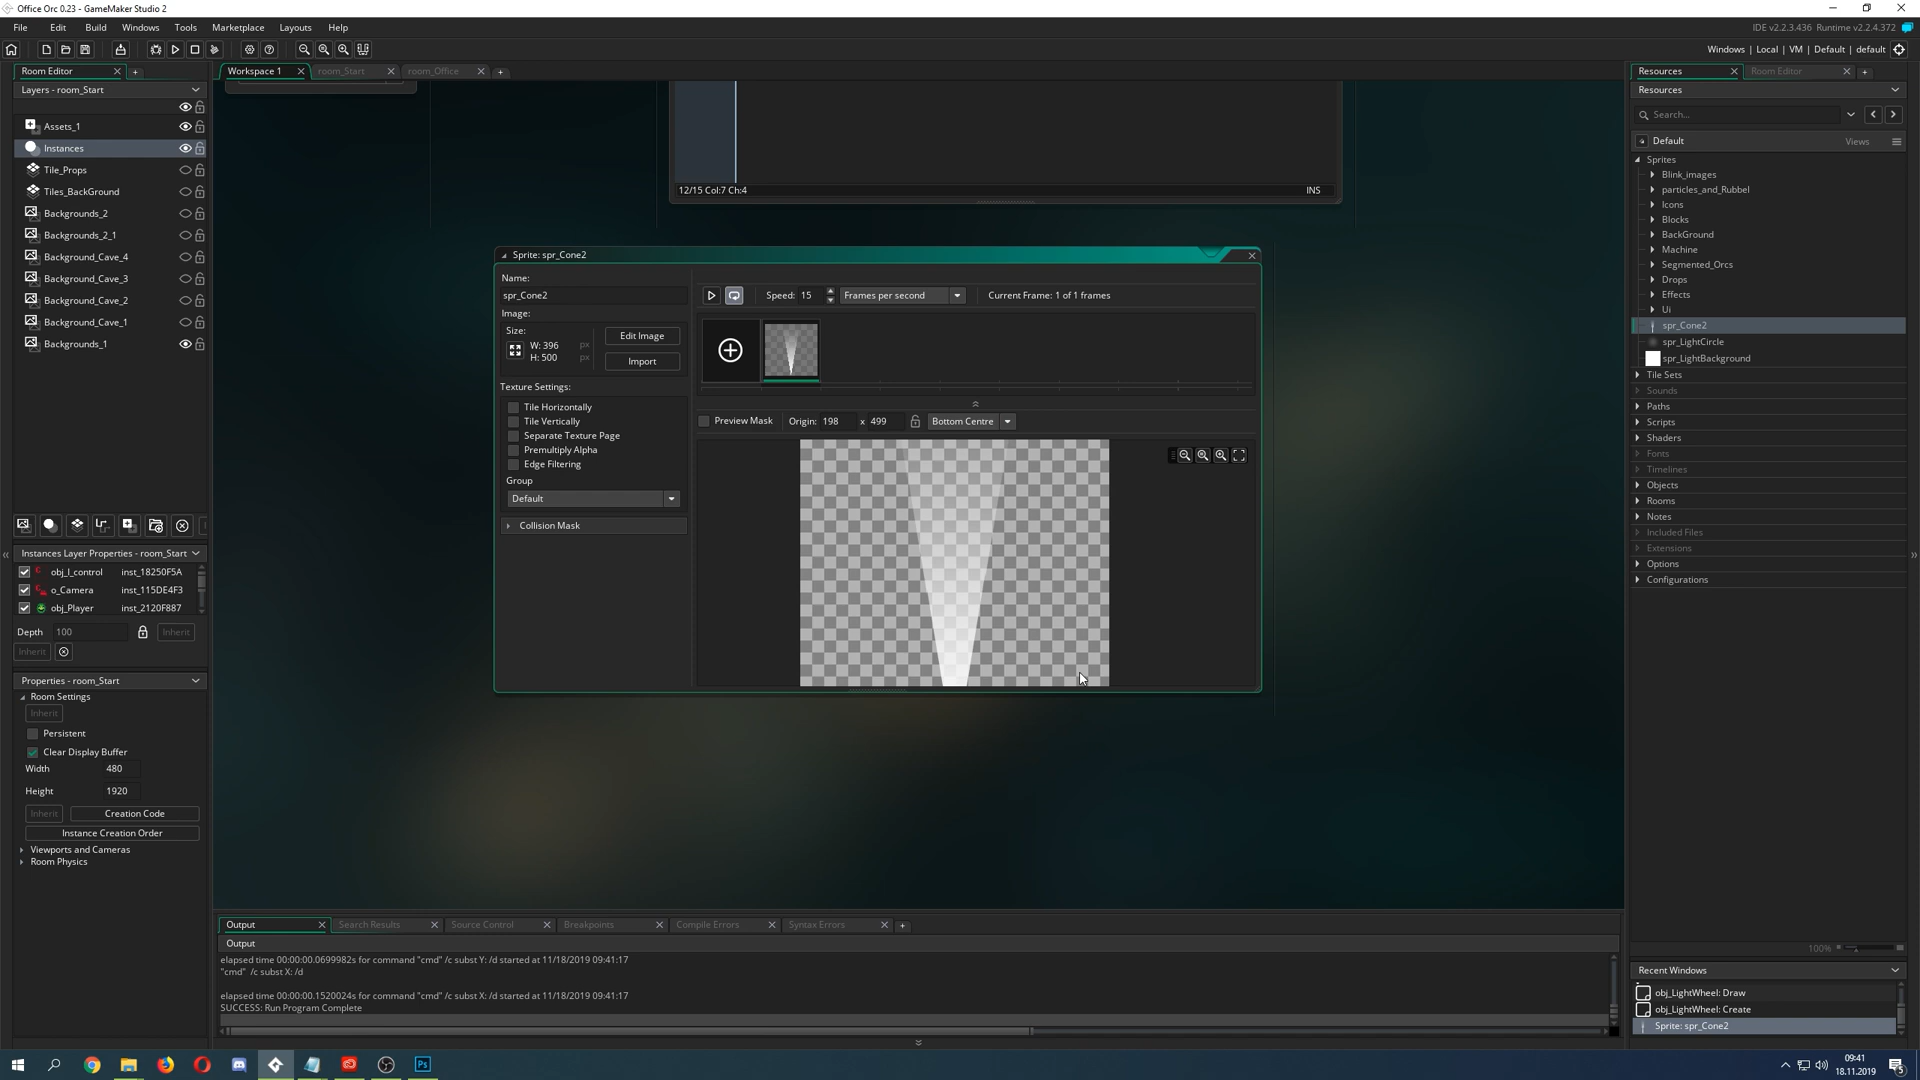 Office Orc 0.23 - GameMaker Studio 2
File Edit Build Windows Tools Marketplace Layouts Help
IDE v2.2.3.436 Runtime v2.2.4.372
Windows | Local | VM | Default | default
Room Editor
Layers - room_Start
Assets_1
Instances
Tile_Props
Tiles_BackGround
Backgrounds_2
Backgrounds_2_1
Background_Cave_4
Background_Cave_3
Background_Cave_2
Background_Cave_1
Backgrounds_1
Instances Layer Properties - room_Start
obj_l_control inst_18250F5A
o_Camera inst_115DE4F3
obj_Player inst_2120F887
Depth 100 Inherit
Inherit
Properties - room_Start
Room Settings
Inherit
Persistent
Clear Display Buffer
Width 480
Height 1920
Inherit Creation Code
Instance Creation Order
Viewports and Cameras
Room Physics
Workspace 1 room_Start room_Office
12/15 Col:7 Ch:4 INS
Sprite: spr_Cone2
Name:
spr_Cone2
Image:
Size:
W: 396 px
H: 500 px
Edit Image
Import
Texture Settings:
Tile Horizontally
Tile Vertically
Separate Texture Page
Premultiply Alpha
Edge Filtering
Group
Default
Collision Mask
Speed: 15 Frames per second Current Frame: 1 of 1 frames
Preview Mask Origin: 198 x 499 Bottom Centre
Output Search Results Source Control Breakpoints Compile Errors Syntax Errors
Output
elapsed time 00:00:00.0699982s for command "cmd" /c subst Y: /d started at 11/18/2019 09:41:17
"cmd" /c subst X: /d
elapsed time 00:00:00.1520024s for command "cmd" /c subst X: /d started at 11/18/2019 09:41:17
SUCCESS: Run Program Complete
Resources Room Editor
Resources
Search...
Default Views
Sprites
Blink_images
particles_and_Rubbel
Icons
Blocks
BackGround
Machine
Segmented_Orcs
Drops
Effects
Ui
spr_Cone2
spr_LightCircle
spr_LightBackground
Tile Sets
Sounds
Paths
Scripts
Shaders
Fonts
Timelines
Objects
Rooms
Notes
Included Files
Extensions
Options
Configurations
100%
Recent Windows
obj_LightWheel: Draw
obj_LightWheel: Create
Sprite: spr_Cone2
Ps
09:41
18.11.2019
5